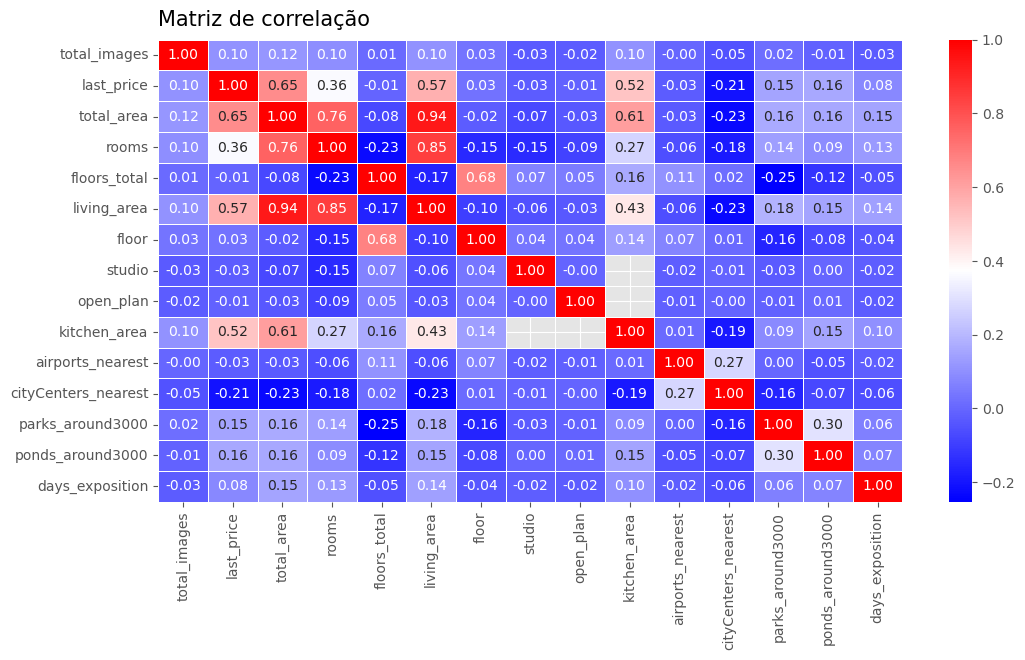 Matriz de correlação
total_images 1.00 0.10 0.12 0.10 0.01 0.10 0.03 -0.03 -0.02 0.10 -0.00 -0.05 0.02 -0.01 -0.03
last_price 0.10 1.00 0.65 0.36 -0.01 0.57 0.03 -0.03 -0.01 0.52 -0.03 -0.21 0.15 0.16 0.08
total_area 0.12 0.65 1.00 0.76 -0.08 0.94 -0.02 -0.07 -0.03 0.61 -0.03 -0.23 0.16 0.16 0.15
rooms 0.10 0.36 0.76 1.00 -0.23 0.85 -0.15 -0.15 -0.09 0.27 -0.06 -0.18 0.14 0.09 0.13
floors_total 0.01 -0.01 -0.08 -0.23 1.00 -0.17 0.68 0.07 0.05 0.16 0.11 0.02 -0.25 -0.12 -0.05
living_area 0.10 0.57 0.94 0.85 -0.17 1.00 -0.10 -0.06 -0.03 0.43 -0.06 -0.23 0.18 0.15 0.14
floor 0.03 0.03 -0.02 -0.15 0.68 -0.10 1.00 0.04 0.04 0.14 0.07 0.01 -0.16 -0.08 -0.04
studio -0.03 -0.03 -0.07 -0.15 0.07 -0.06 0.04 1.00 -0.00 -0.02 -0.01 -0.03 0.00 -0.02
open_plan -0.02 -0.01 -0.03 -0.09 0.05 -0.03 0.04 -0.00 1.00 -0.01 -0.00 -0.01 0.01 -0.02
kitchen_area 0.10 0.52 0.61 0.27 0.16 0.43 0.14 1.00 0.01 -0.19 0.09 0.15 0.10
airports_nearest -0.00 -0.03 -0.03 -0.06 0.11 -0.06 0.07 -0.02 -0.01 0.01 1.00 0.27 0.00 -0.05 -0.02
cityCenters_nearest -0.05 -0.21 -0.23 -0.18 0.02 -0.23 0.01 -0.01 -0.00 -0.19 0.27 1.00 -0.16 -0.07 -0.06
parks_around3000 0.02 0.15 0.16 0.14 -0.25 0.18 -0.16 -0.03 -0.01 0.09 0.00 -0.16 1.00 0.30 0.06
ponds_around3000 -0.01 0.16 0.16 0.09 -0.12 0.15 -0.08 0.00 0.01 0.15 -0.05 -0.07 0.30 1.00 0.07
days_exposition -0.03 0.08 0.15 0.13 -0.05 0.14 -0.04 -0.02 -0.02 0.10 -0.02 -0.06 0.06 0.07 1.00
total_images
last_price
total_area
rooms
floors_total
living_area
floor
studio
open_plan
kitchen_area
airports_nearest
cityCenters_nearest
parks_around3000
ponds_around3000
days_exposition
1.0
0.8
0.6
0.4
0.2
0.0
−0.2